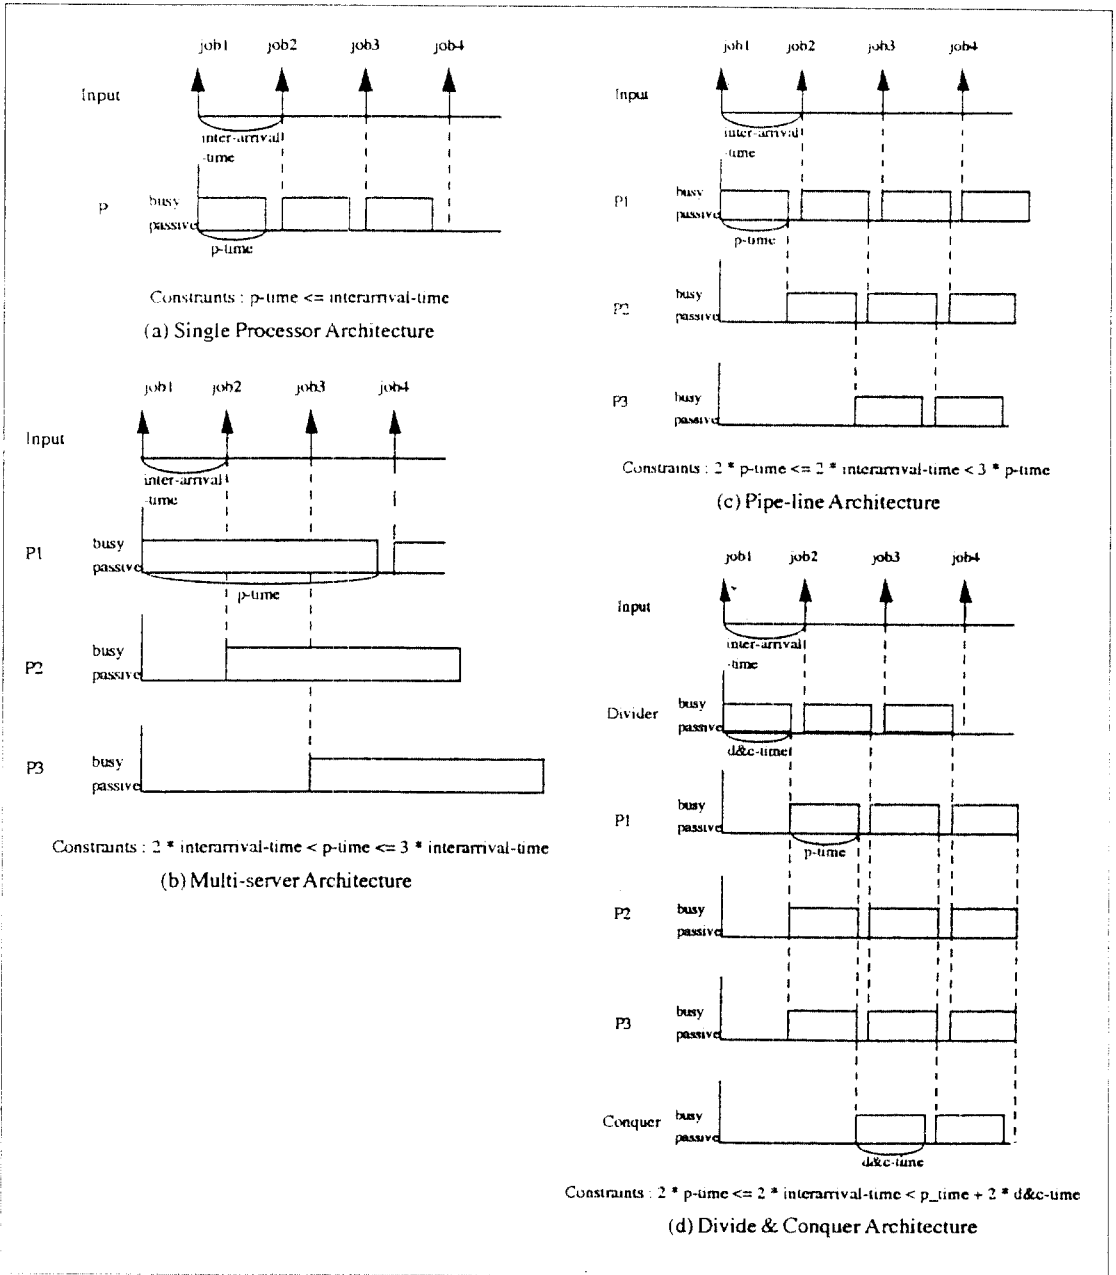 job1 job2 job3 job4
Input
inter-arrival
-time
P
busy
passive
p-time
Constraints : p-time <= interarrival-time
(a) Single Processor Architecture
job1 job2 job3 job4
Input
inter-arrival
-time
P1
busy
passive
p-time
P2
busy
passive
P3
busy
passive
Constraints : 2 * interarrival-time < p-time <= 3 * interarrival-time
(b) Multi-server Architecture
job1 job2 job3 job4
Input
inter-arrival
-time
P1
busy
passive
p-time
P2
busy
passive
P3
busy
passive
Constraints : 2 * p-time <= 2 * interarrival-time < 3 * p-time
(c) Pipe-line Architecture
job1 job2 job3 job4
Input
inter-arrival
-time
Divider
busy
passive
d&c-time
P1
busy
passive
p-time
P2
busy
passive
P3
busy
passive
Conquer
busy
passive
d&c-time
Constraints : 2 * p-time <= 2 * interarrival-time < p_time + 2 * d&c-time
(d) Divide & Conquer Architecture